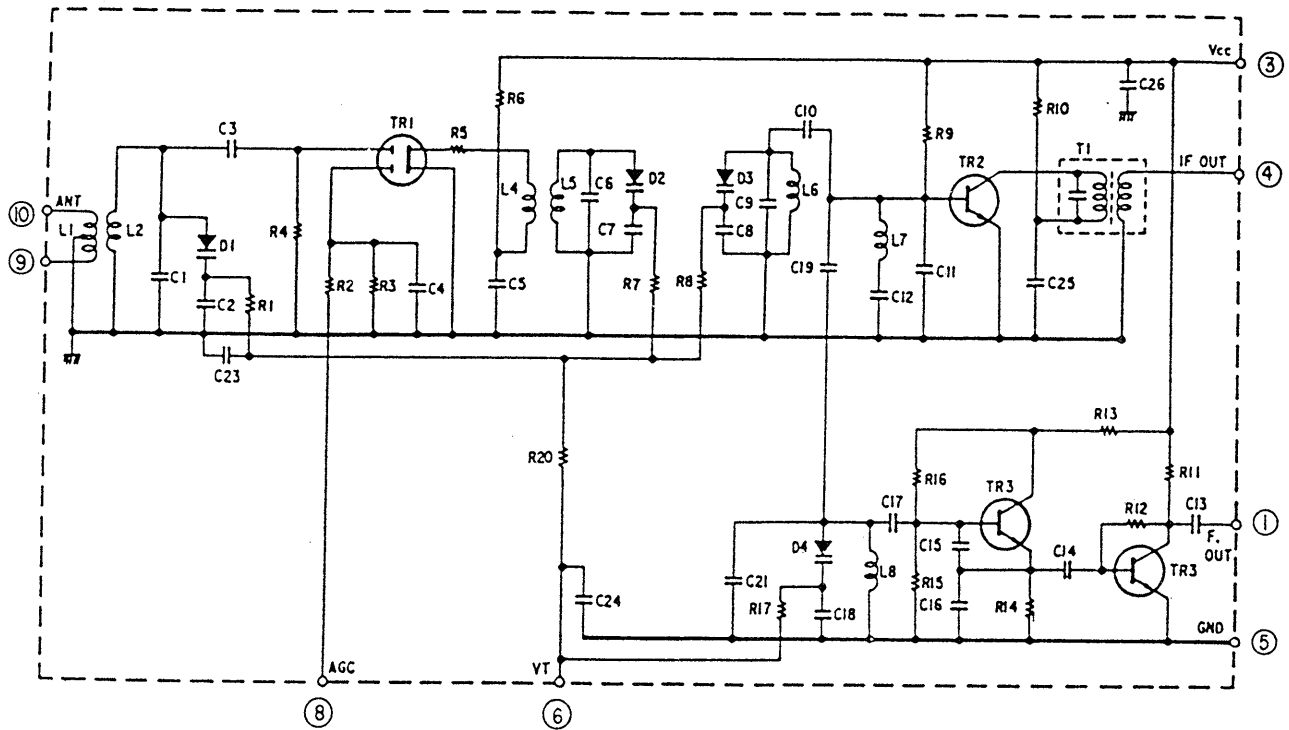 Vcc
③
C26
R6
C10
R10
C3
TR1
R5
R9
T1
TR2
IF OUT
④
⑩
ANT
L1
L2
D1
R4
L4
L5
C6
D2
D3
C9
L6
⑨
C7
C8
L7
C1
C2
R1
R2
R3
C4
C5
R7
R8
C19
C12
C11
C25
C23
R13
R20
R16
TR3
R11
C17
R12
C13
①
F. OUT
D4
C15
C14
TR3
C21
L8
R15
C24
R17
C18
C16
R14
GND
⑤
AGC
VT
⑧
⑥